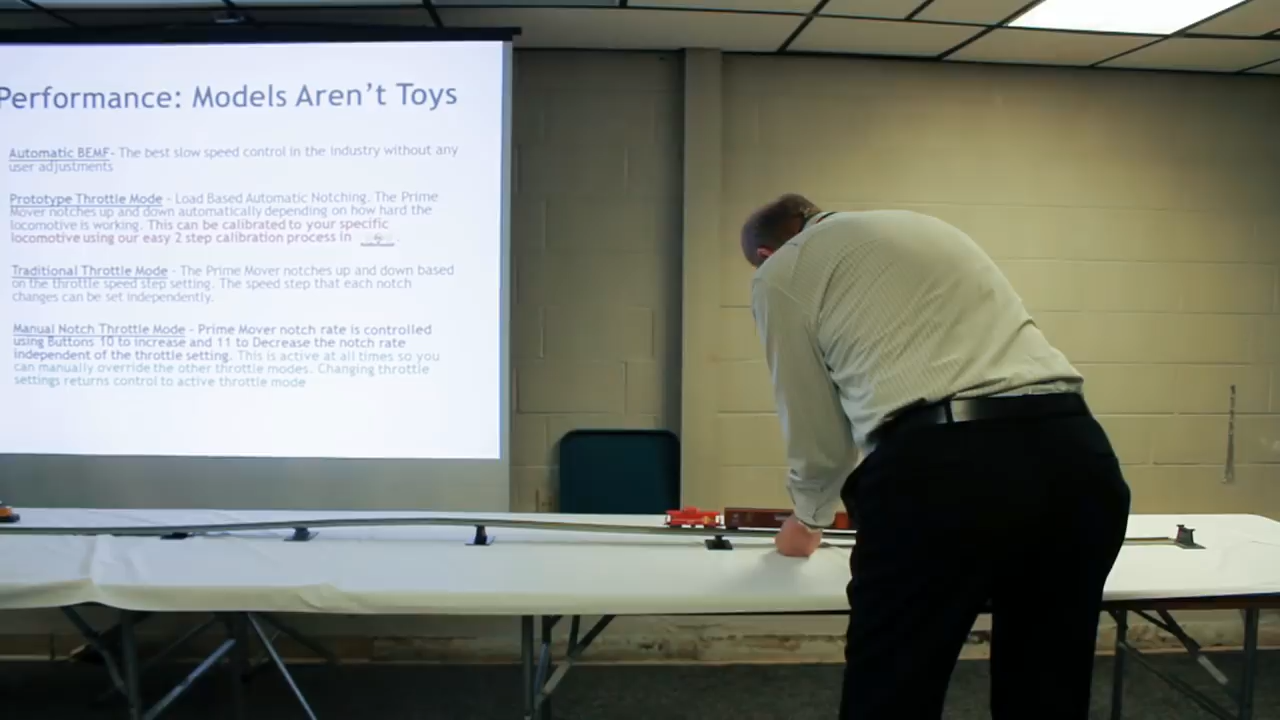 Performance: Models Aren't Toys
Automatic BEMF- The best slow speed control in the industry without any
user adjustments
Prototype Throttle Mode - Load Based Automatic Notching. The Prime
Mover notches up and down automatically depending on how hard the
locomotive is working. This can be calibrated to your specific
locomotive using our easy 2 step calibration process in
Traditional Throttle Mode - The Prime Mover notches up and down based
on the throttle speed step setting. The speed step that each notch
changes can be set independently.
Manual Notch Throttle Mode - Prime Mover notch rate is controlled
using Buttons 10 to increase and 11 to Decrease the notch rate
independent of the throttle setting. This is active at all times so you
can manually override the other throttle modes. Changing throttle
settings returns control to active throttle mode